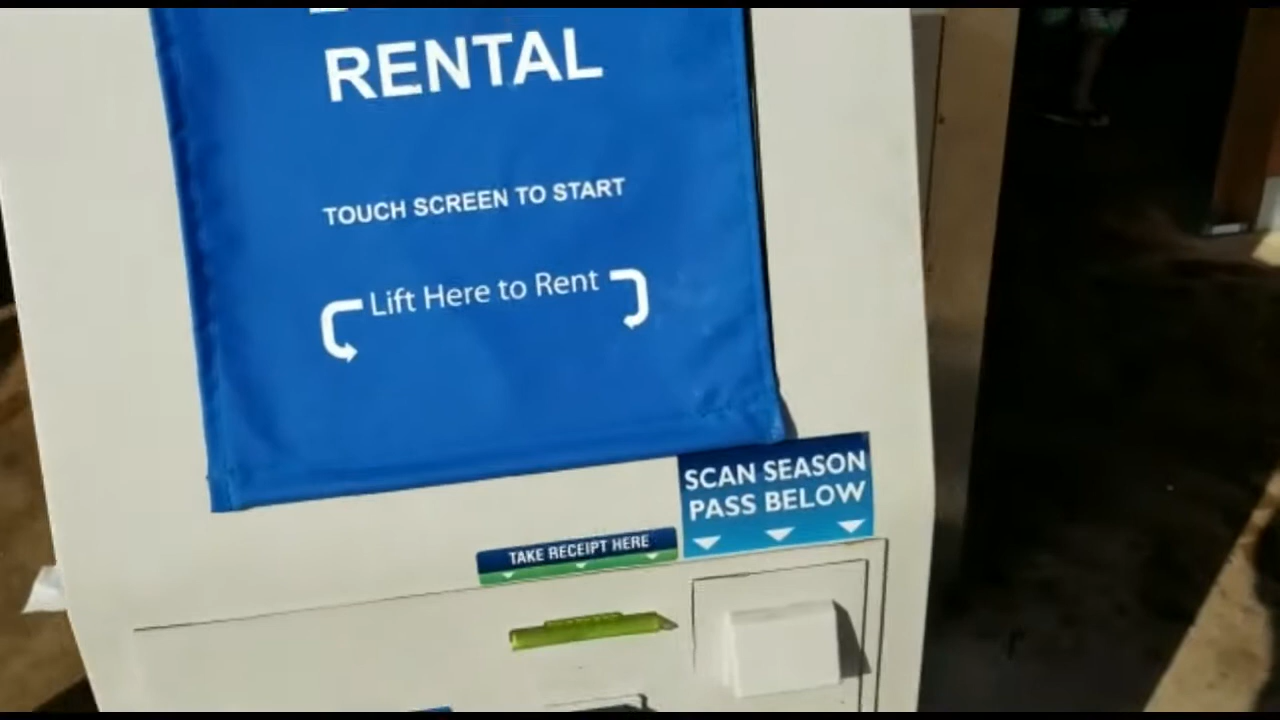 RENTAL
TOUCH SCREEN TO START
Lift Here to Rent
SCAN SEASON
PASS BELOW
TAKE RECEIPT HERE